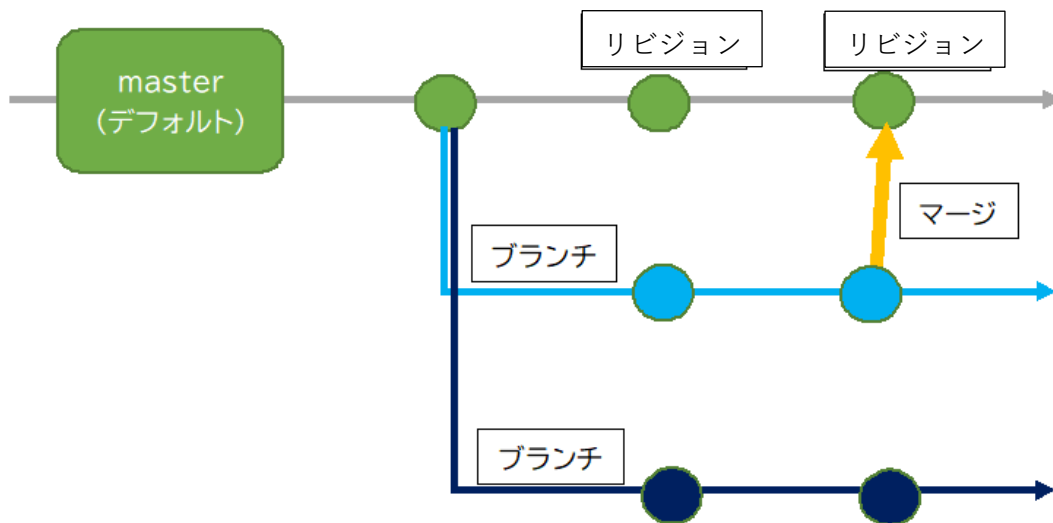 リビジョン
リビジョン
master
（デフォルト）
マージ
ブランチ
ブランチ